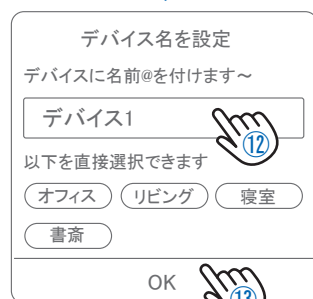 デバイス名を設定
デバイスに名前@を付けます～
デバイス1
⑫
以下を直接選択できます
オフィス リビング 寝室
書斎
OK
⑬